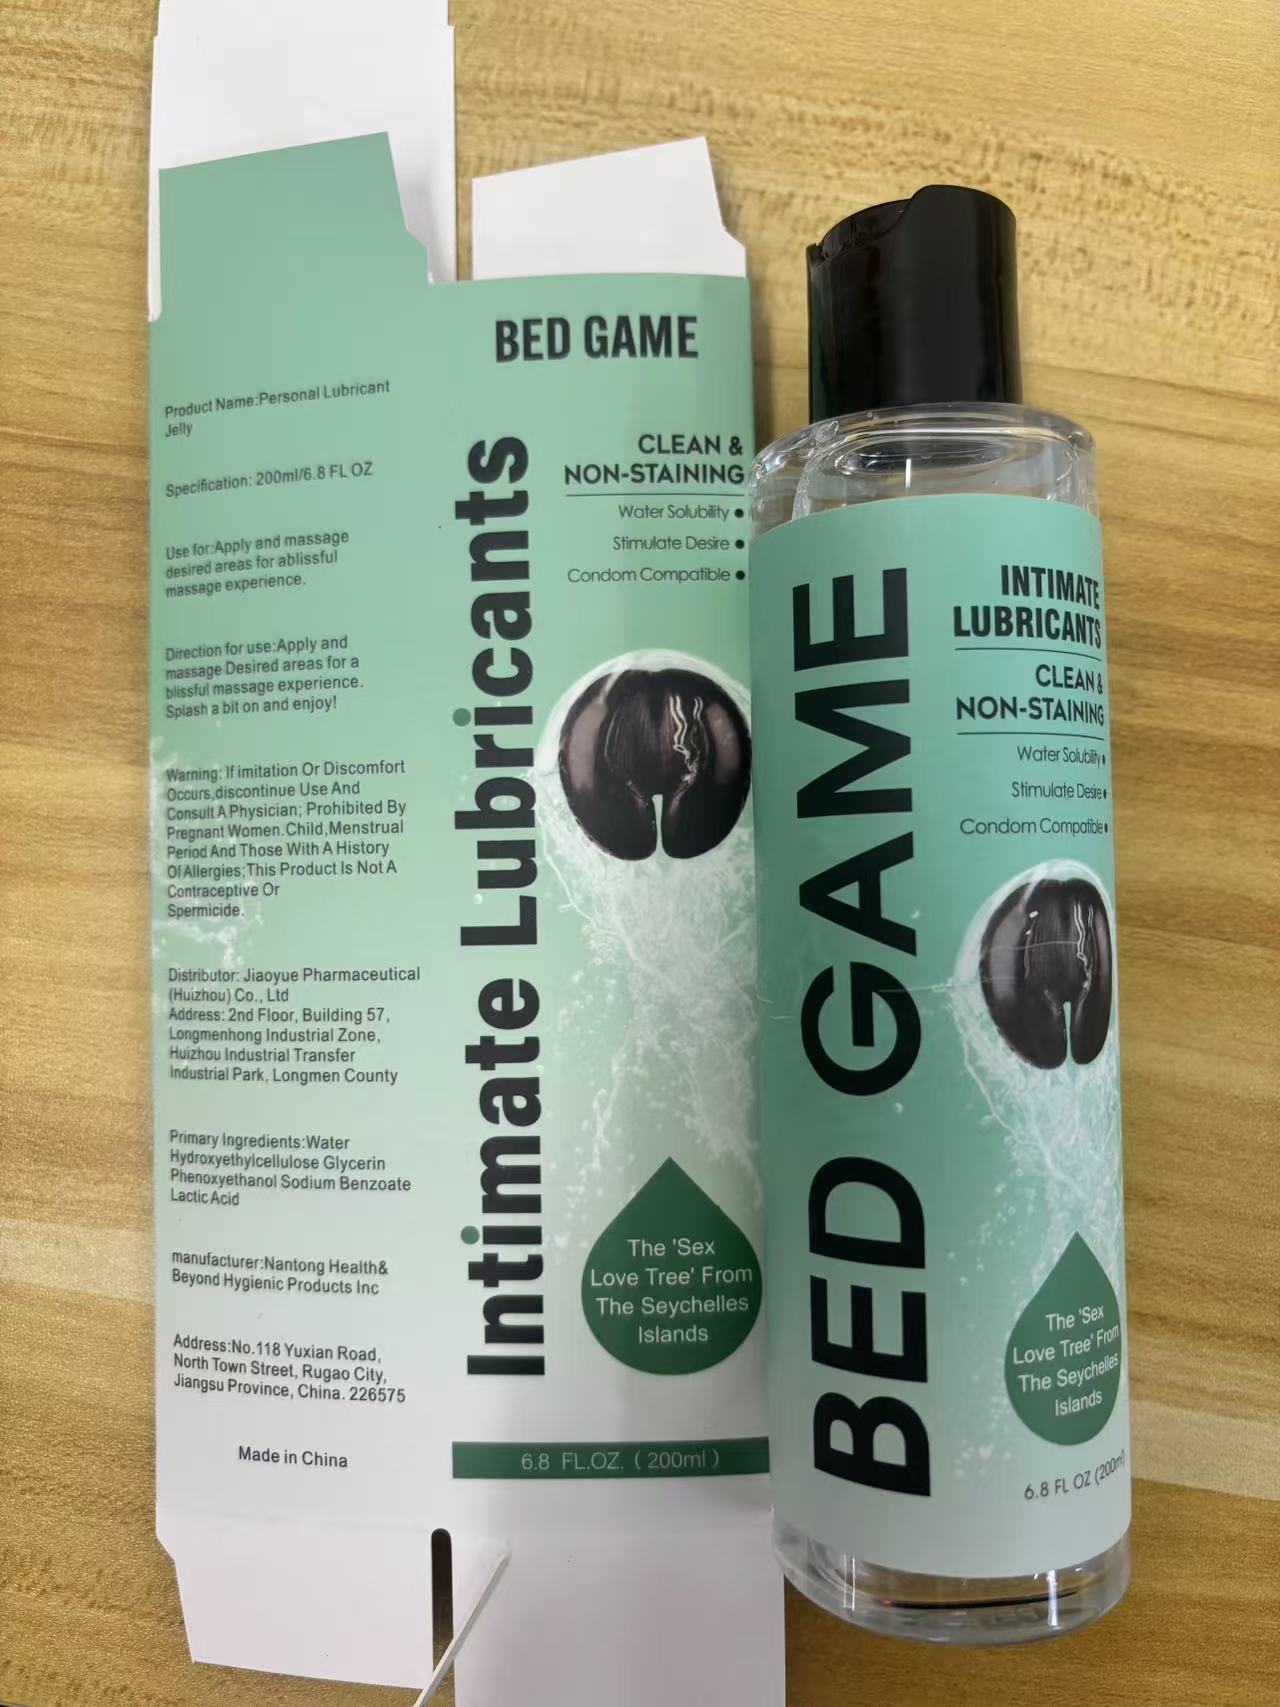 Product Name:Personal Lubricant
Jelly
Specification: 200ml/6.8 FL OZ
Use for:Apply and massage
desired areas for ablissful
massage experience.
Direction for use:Apply and
massage Desired areas for a
blissful massage experience.
Splash a bit on and enjoy!
Warning: If imitation Or Discomfort
Occurs,discontinue Use And
Consult A Physician; Prohibited By
Pregnant Women.Child,Menstrual
Period And Those With A History
Of Allergies;This Product Is Not A
Contraceptive Or
Spermicide.
Distributor: Jiaoyue Pharmaceutical
(Huizhou) Co., Ltd
Address: 2nd Floor, Building 57,
Longmenhong Industrial Zone,
Huizhou Industrial Transfer
Industrial Park, Longmen County
Primary Ingredients:Water
Hydroxyethylcellulose Glycerin
Phenoxyethanol Sodium Benzoate
Lactic Acid
manufacturer:Nantong Health&
Beyond Hygienic Products Inc
Address:No.118 Yuxian Road,
North Town Street, Rugao City,
Jiangsu Province, China. 226575
Made in China
BED GAME
Intimate Lubricants
CLEAN &
NON-STAINING
Water Solubility •
Stimulate Desire •
Condom Compatible •
The 'Sex
Love Tree' From
The Seychelles
Islands
6.8 FL.OZ. ( 200ml )
BED GAME
INTIMATE
LUBRICANTS
CLEAN &
NON-STAINING
Water Solubility •
Stimulate Desire •
Condom Compatible •
The 'Sex
Love Tree' From
The Seychelles
Islands
6.8 FL OZ (200ml)